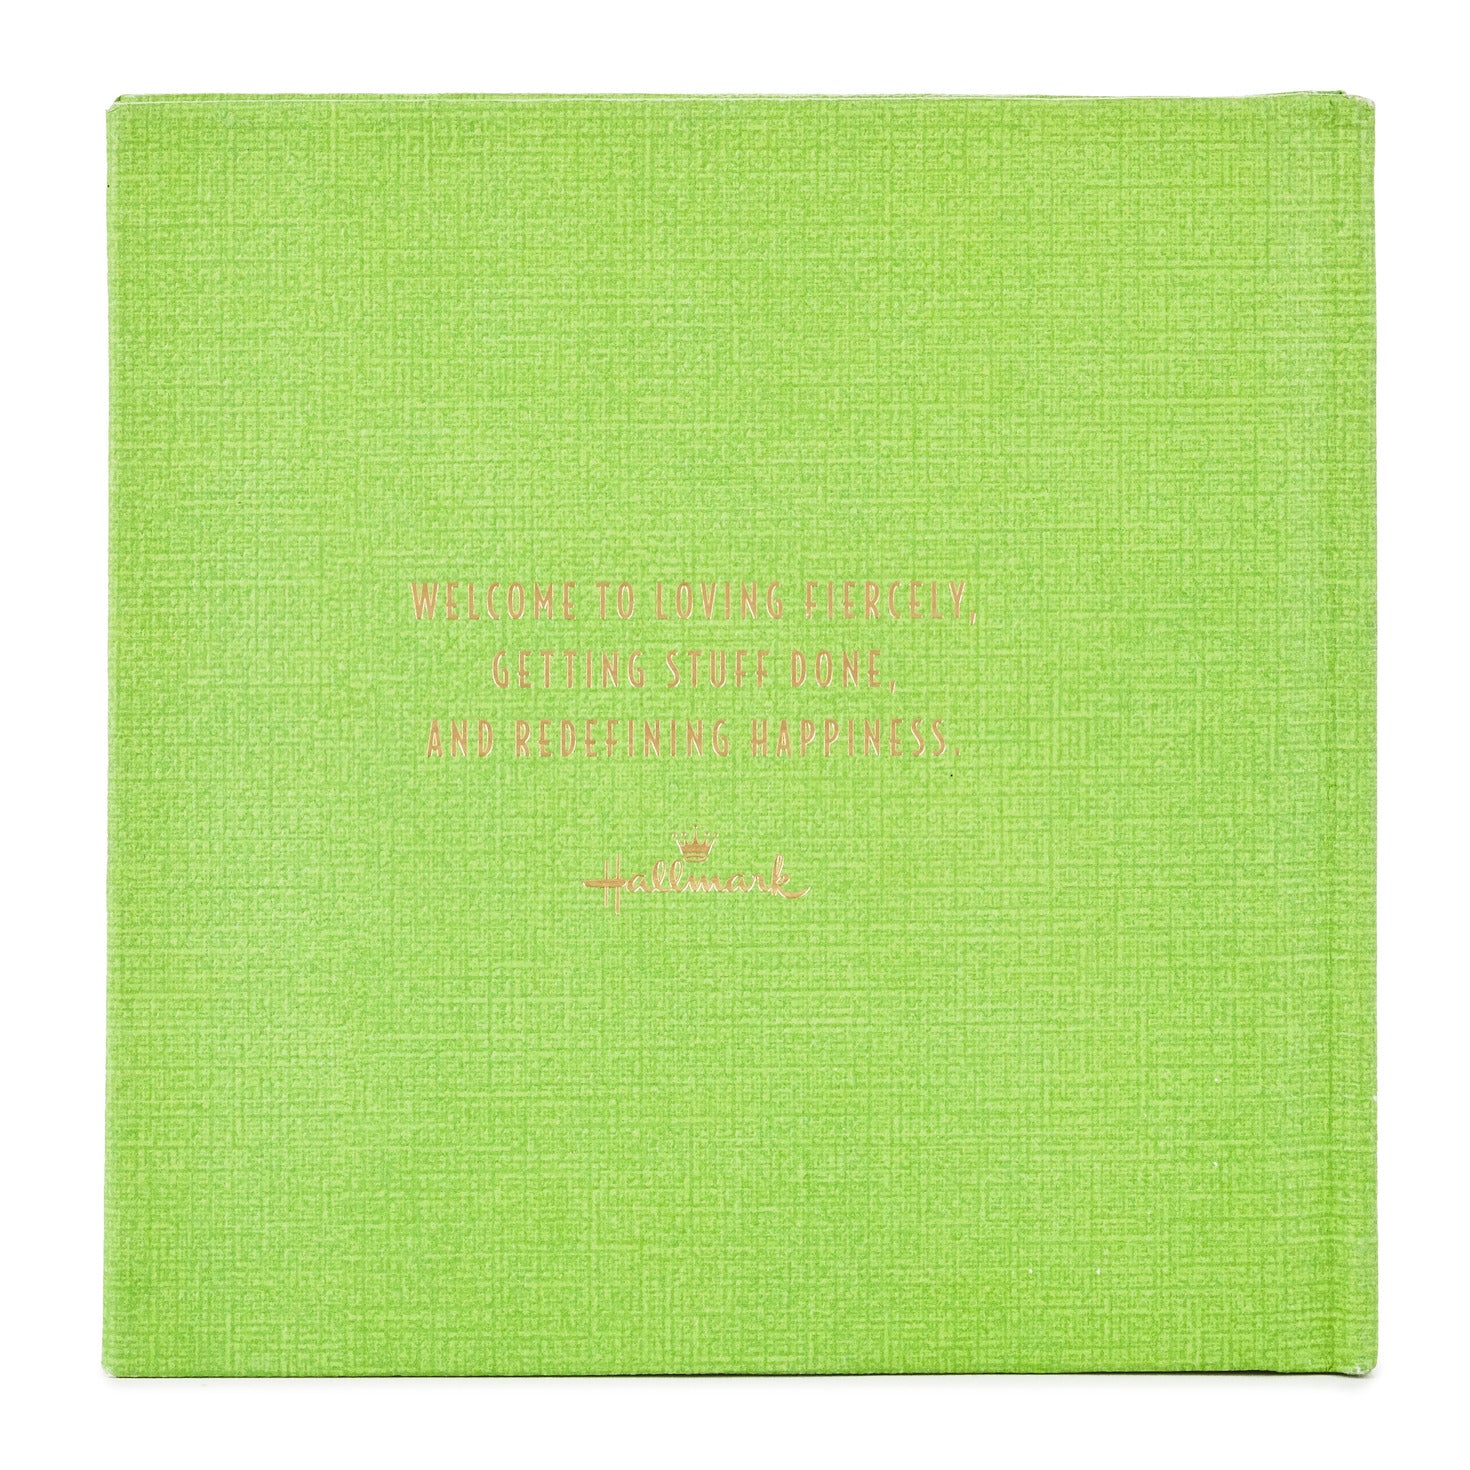 WELCOME TO LOVING FIERCELY,
GETTING STUFF DONE,
AND REDEFINING HAPPINESS.
Hallmark